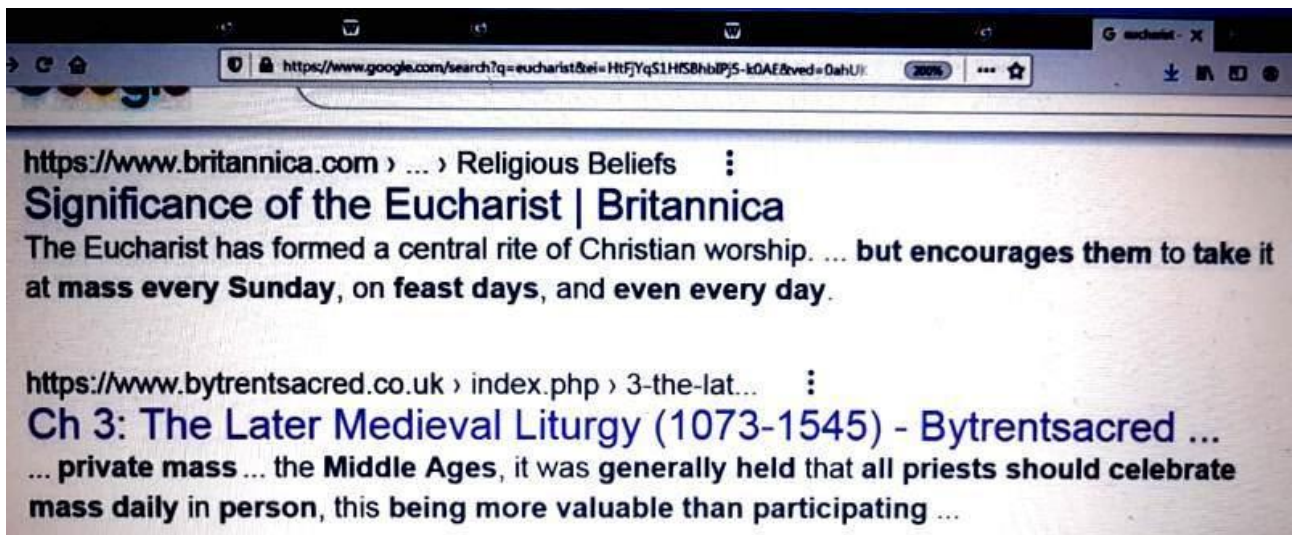 G eucharist - X
https://www.google.com/search?q=eucharist&ei= 200%
https://www.britannica.com › ... › Religious Beliefs
Significance of the Eucharist | Britannica
The Eucharist has formed a central rite of Christian worship. ... but encourages them to take it
at mass every Sunday, on feast days, and even every day.
https://www.bytrentsacred.co.uk › index.php › 3-the-lat...
Ch 3: The Later Medieval Liturgy (1073-1545) - Bytrentsacred ...
... private mass ... the Middle Ages, it was generally held that all priests should celebrate
mass daily in person, this being more valuable than participating ...